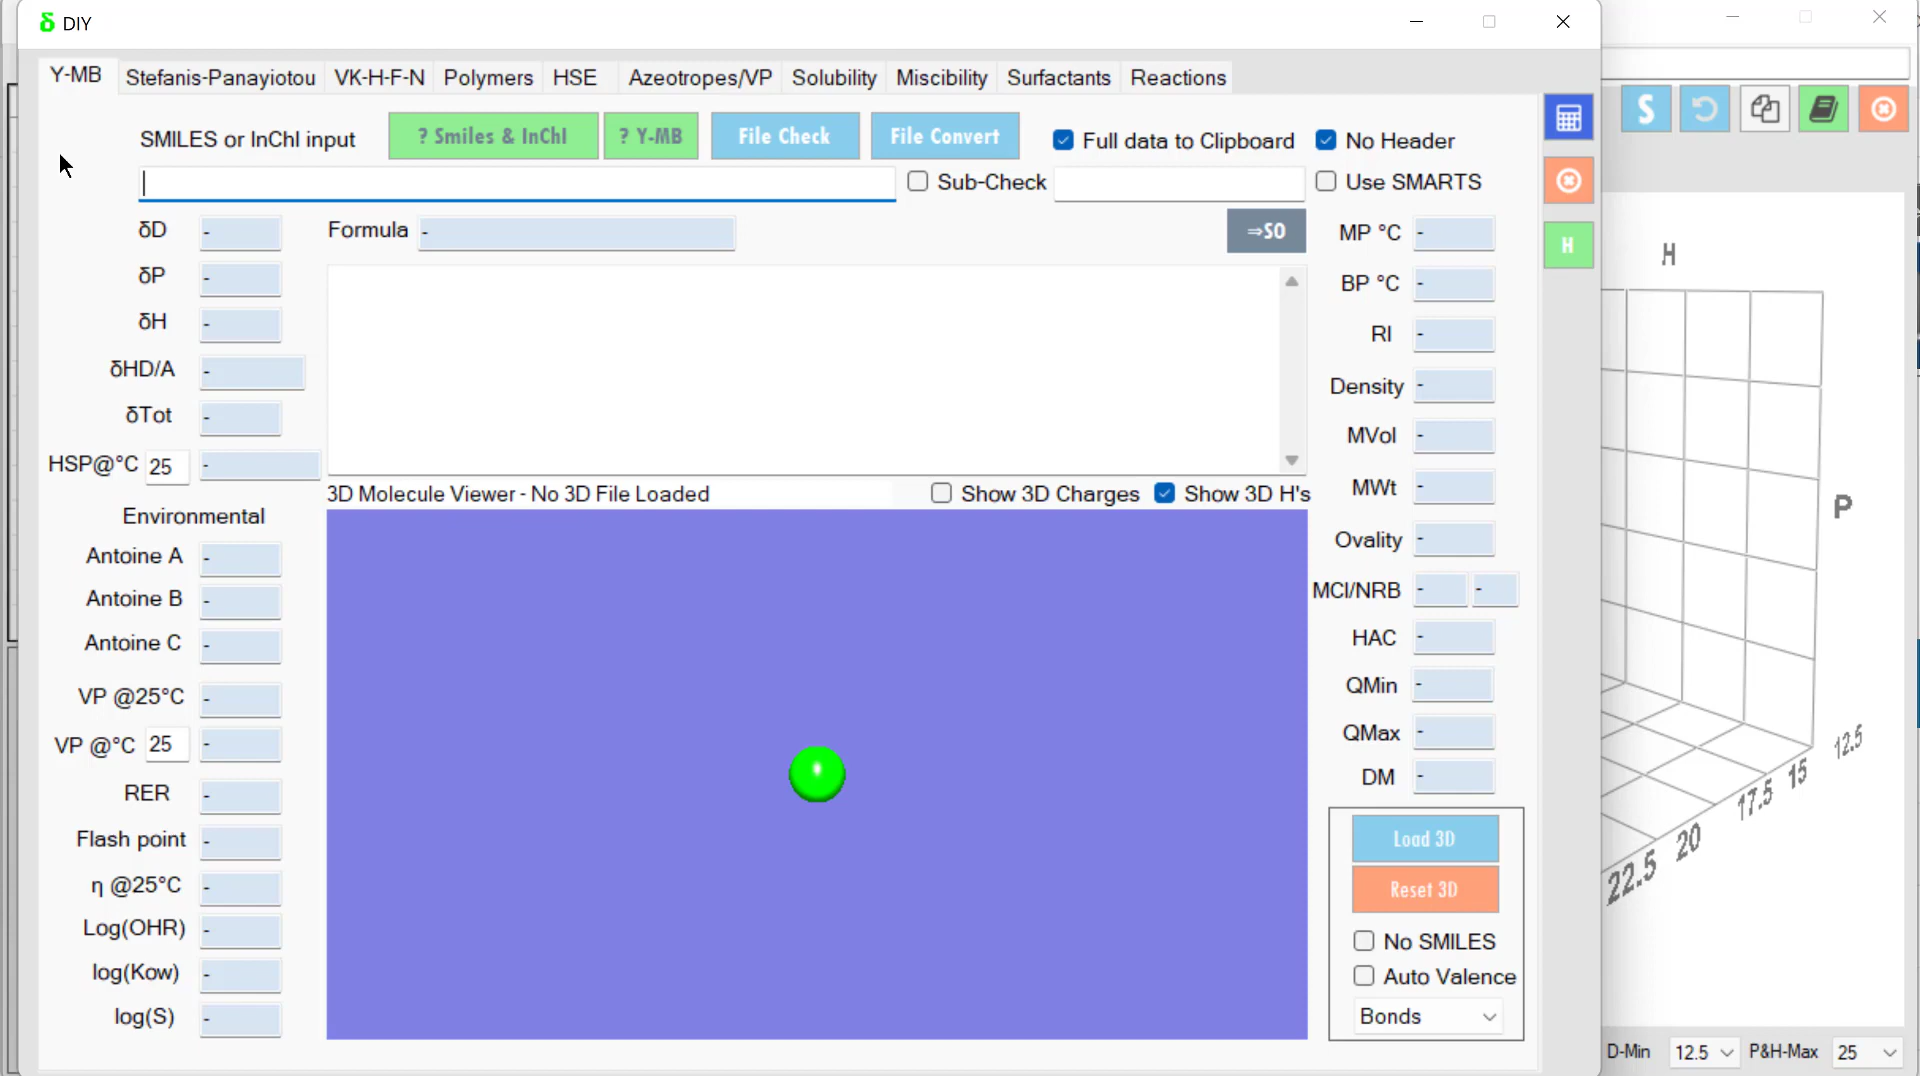 δ DIY
Y-MB Stefanis-Panayiotou VK-H-F-N Polymers HSE Azeotropes/VP Solubility Miscibility Surfactants Reactions
SMILES or InChI input ? Smiles & InChI ? Y-MB File Check File Convert Full data to Clipboard No Header
Sub-Check Use SMARTS
S
δD - Formula - ⇒SO MP °C -
H
δP - BP °C -
H
δH - RI -
δHD/A - Density -
δTot - MVol -
HSP@°C 25 - MWt -
3D Molecule Viewer - No 3D File Loaded Show 3D Charges Show 3D H's
P
Environmental Ovality -
Antoine A - MCI/NRB - -
Antoine B - HAC -
Antoine C - QMin -
VP @25°C - QMax -
VP @°C 25 - DM -
12.5
15
17.5
20
22.5
RER - Load 3D
Flash point - Reset 3D
η @25°C - No SMILES
Log(OHR) - Auto Valence
log(Kow) - Bonds
log(S) -
D-Min 12.5 P&H-Max 25